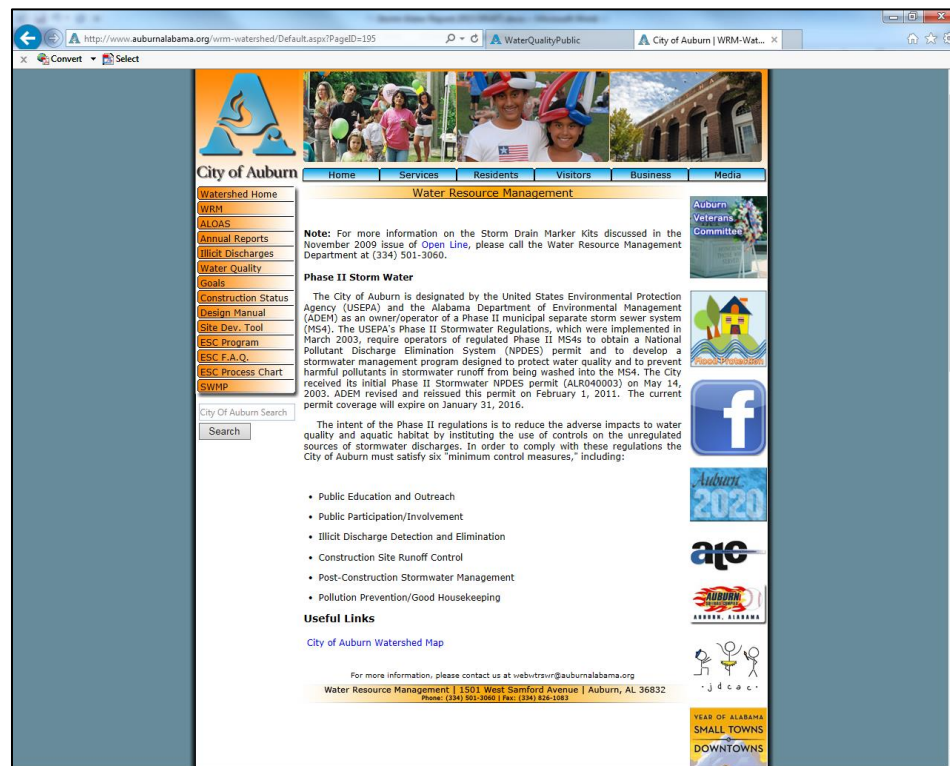 http://www.auburnalabama.org/wrm-watershed/Default.aspx?PageID=195
WaterQualityPublic
City of Auburn | WRM-Wat...
Convert
Select
City of Auburn
Home
Services
Residents
Visitors
Business
Media
Watershed Home
WRM
ALOAS
Annual Reports
Illicit Discharges
Water Quality
Goals
Construction Status
Design Manual
Site Dev. Tool
ESC Program
ESC F.A.Q.
ESC Process Chart
SWMP
City Of Auburn Search
Search
Water Resource Management
Note: For more information on the Storm Drain Marker Kits discussed in the
November 2009 issue of Open Line, please call the Water Resource Management
Department at (334) 501-3060.
Phase II Storm Water
The City of Auburn is designated by the United States Environmental Protection
Agency (USEPA) and the Alabama Department of Environmental Management
(ADEM) as an owner/operator of a Phase II municipal separate storm sewer system
(MS4). The USEPA's Phase II Stormwater Regulations, which were implemented in
March 2003, require operators of regulated Phase II MS4s to obtain a National
Pollutant Discharge Elimination System (NPDES) permit and to develop a
stormwater management program designed to protect water quality and to prevent
harmful pollutants in stormwater runoff from being washed into the MS4. The City
received its initial Phase II Stormwater NPDES permit (ALR040003) on May 14,
2003. ADEM revised and reissued this permit on February 1, 2011. The current
permit coverage will expire on January 31, 2016.
The intent of the Phase II regulations is to reduce the adverse impacts to water
quality and aquatic habitat by instituting the use of controls on the unregulated
sources of stormwater discharges. In order to comply with these regulations the
City of Auburn must satisfy six "minimum control measures," including:
• Public Education and Outreach
• Public Participation/Involvement
• Illicit Discharge Detection and Elimination
• Construction Site Runoff Control
• Post-Construction Stormwater Management
• Pollution Prevention/Good Housekeeping
Useful Links
City of Auburn Watershed Map
For more information, please contact us at webwtrswr@auburnalabama.org
Water Resource Management | 1501 West Samford Avenue | Auburn, AL 36832
Phone: (334) 501-3060 | Fax: (334) 826-1083
Auburn
Veterans
Committee
Flood Protection
f
Auburn
2020
atc
AUBURN
AUBURN, ALABAMA
jdcac
YEAR OF ALABAMA
SMALL TOWNS
DOWNTOWNS